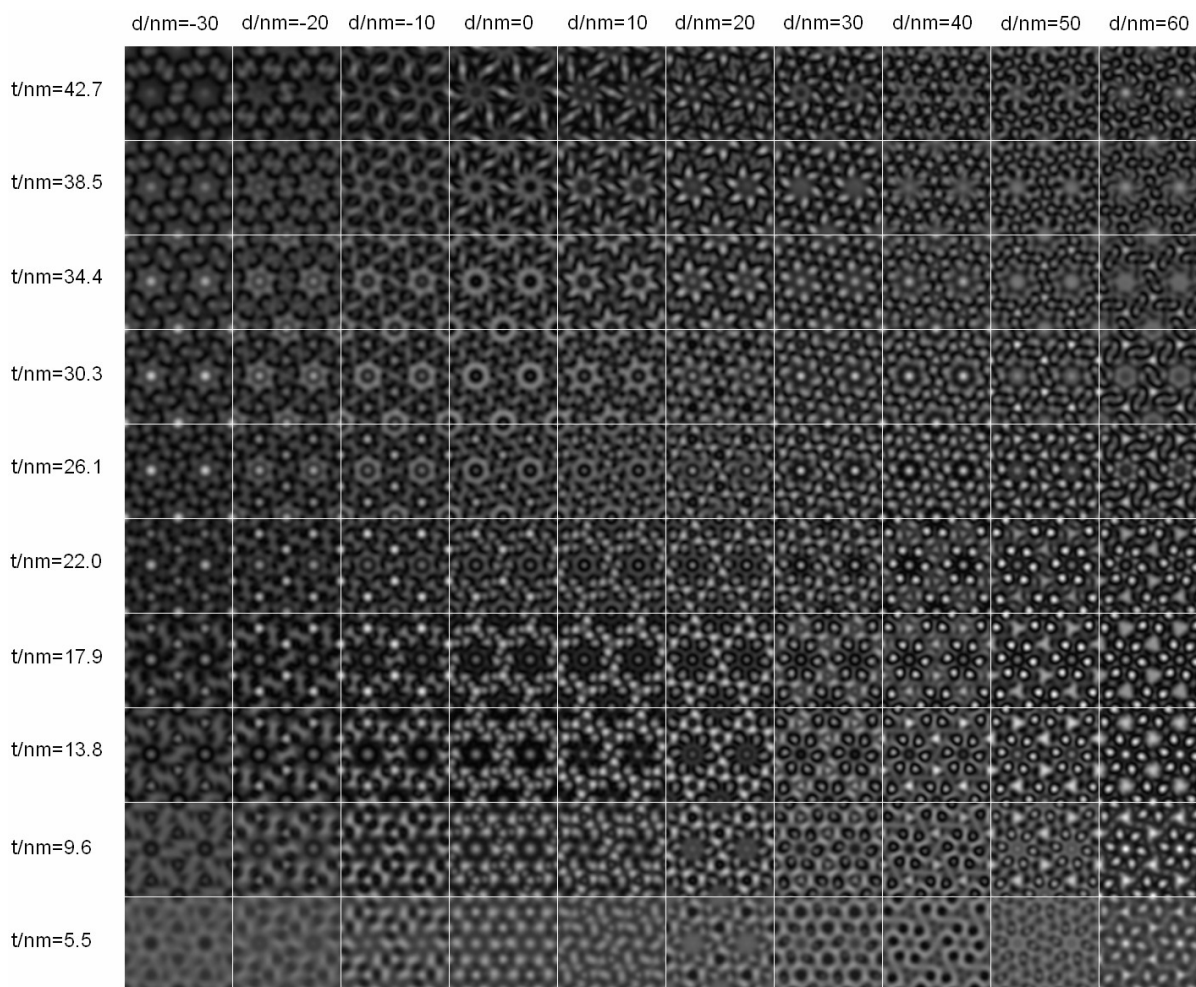 d/nm=-30 d/nm=-20 d/nm=-10 d/nm=0 d/nm=10 d/nm=20 d/nm=30 d/nm=40 d/nm=50 d/nm=60
t/nm=42.7
t/nm=38.5
t/nm=34.4
t/nm=30.3
t/nm=26.1
t/nm=22.0
t/nm=17.9
t/nm=13.8
t/nm=9.6
t/nm=5.5